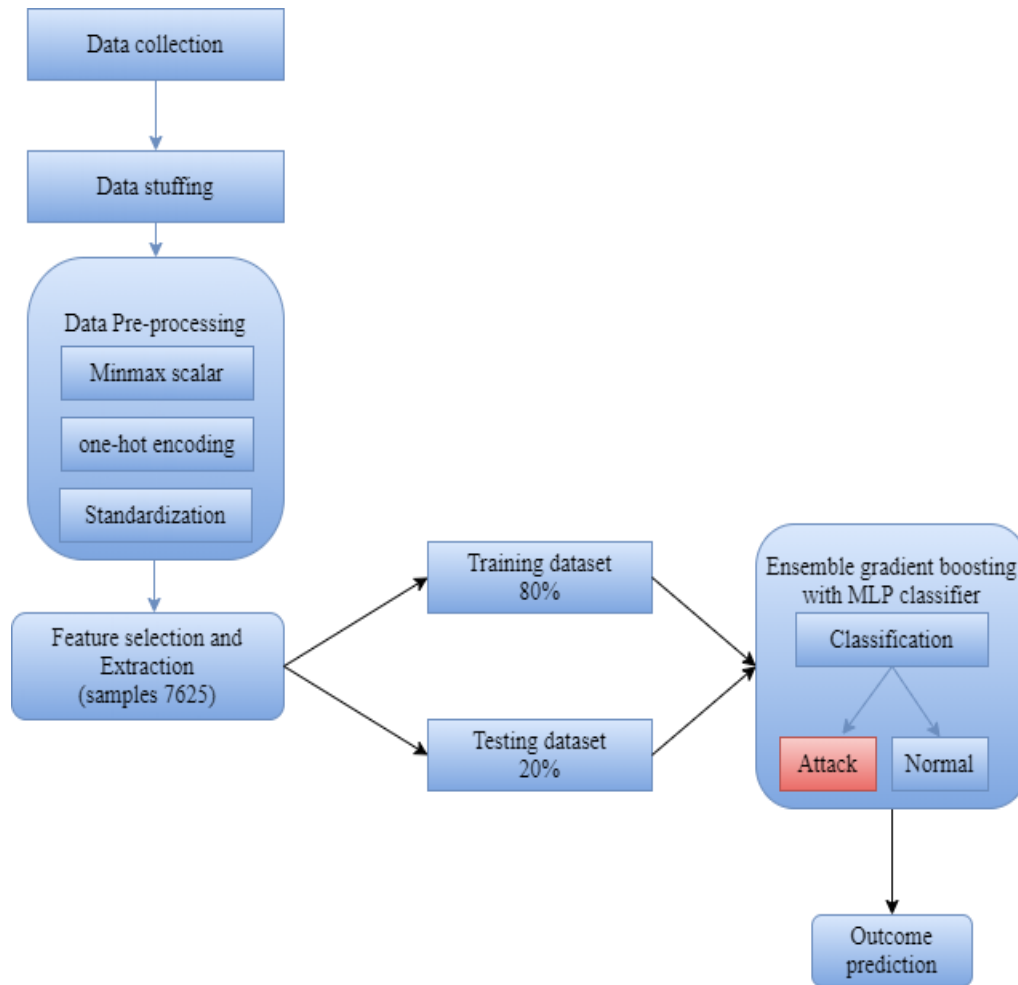 Data collection
Data stuffing
Data Pre-processing
Minmax scalar
one-hot encoding
Standardization
Feature selection and
Extraction
(samples 7625)
Training dataset
80%
Testing dataset
20%
Ensemble gradient boosting
with MLP classifier
Classification
Attack
Normal
Outcome
prediction